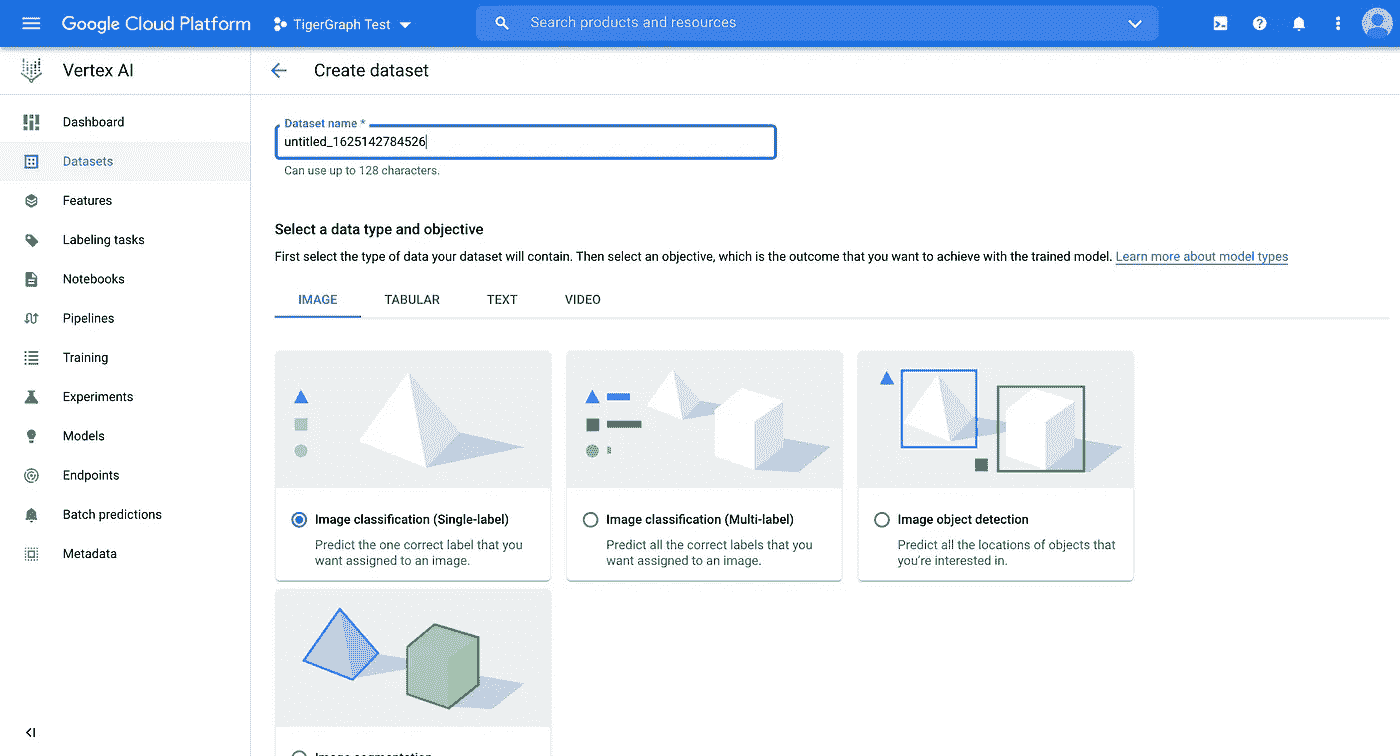 Google Cloud Platform
TigerGraph Test
Search products and resources
Vertex AI
Create dataset
Dashboard
Datasets
Features
Labeling tasks
Notebooks
Pipelines
Training
Experiments
Models
Endpoints
Batch predictions
Metadata
Dataset name *
untitled_1625142784526
Can use up to 128 characters.
Select a data type and objective
First select the type of data your dataset will contain. Then select an objective, which is the outcome that you want to achieve with the trained model. Learn more about model types
IMAGE TABULAR TEXT VIDEO
Image classification (Single-label)
Predict the one correct label that you
want assigned to an image.
Image classification (Multi-label)
Predict all the correct labels that you
want assigned to an image.
Image object detection
Predict all the locations of objects that
you're interested in.
Image segmentation